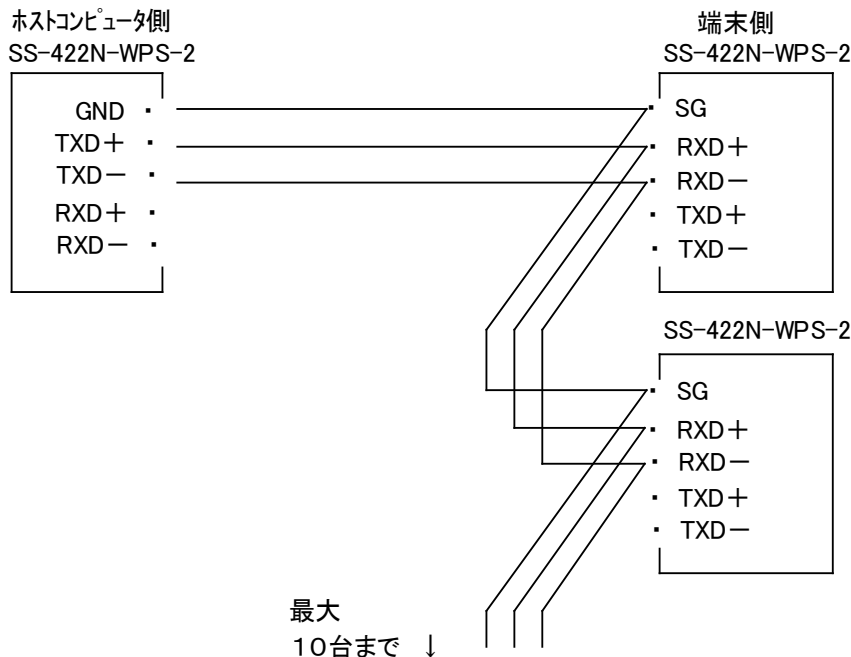 ホストコンピュータ側
SS-422N-WPS-2
GND
TXD＋
TXD－
RXD＋
RXD－
端末側
SS-422N-WPS-2
SG
RXD＋
RXD－
TXD＋
TXD－
SS-422N-WPS-2
SG
RXD＋
RXD－
TXD＋
TXD－
最大
１０台まで ↓